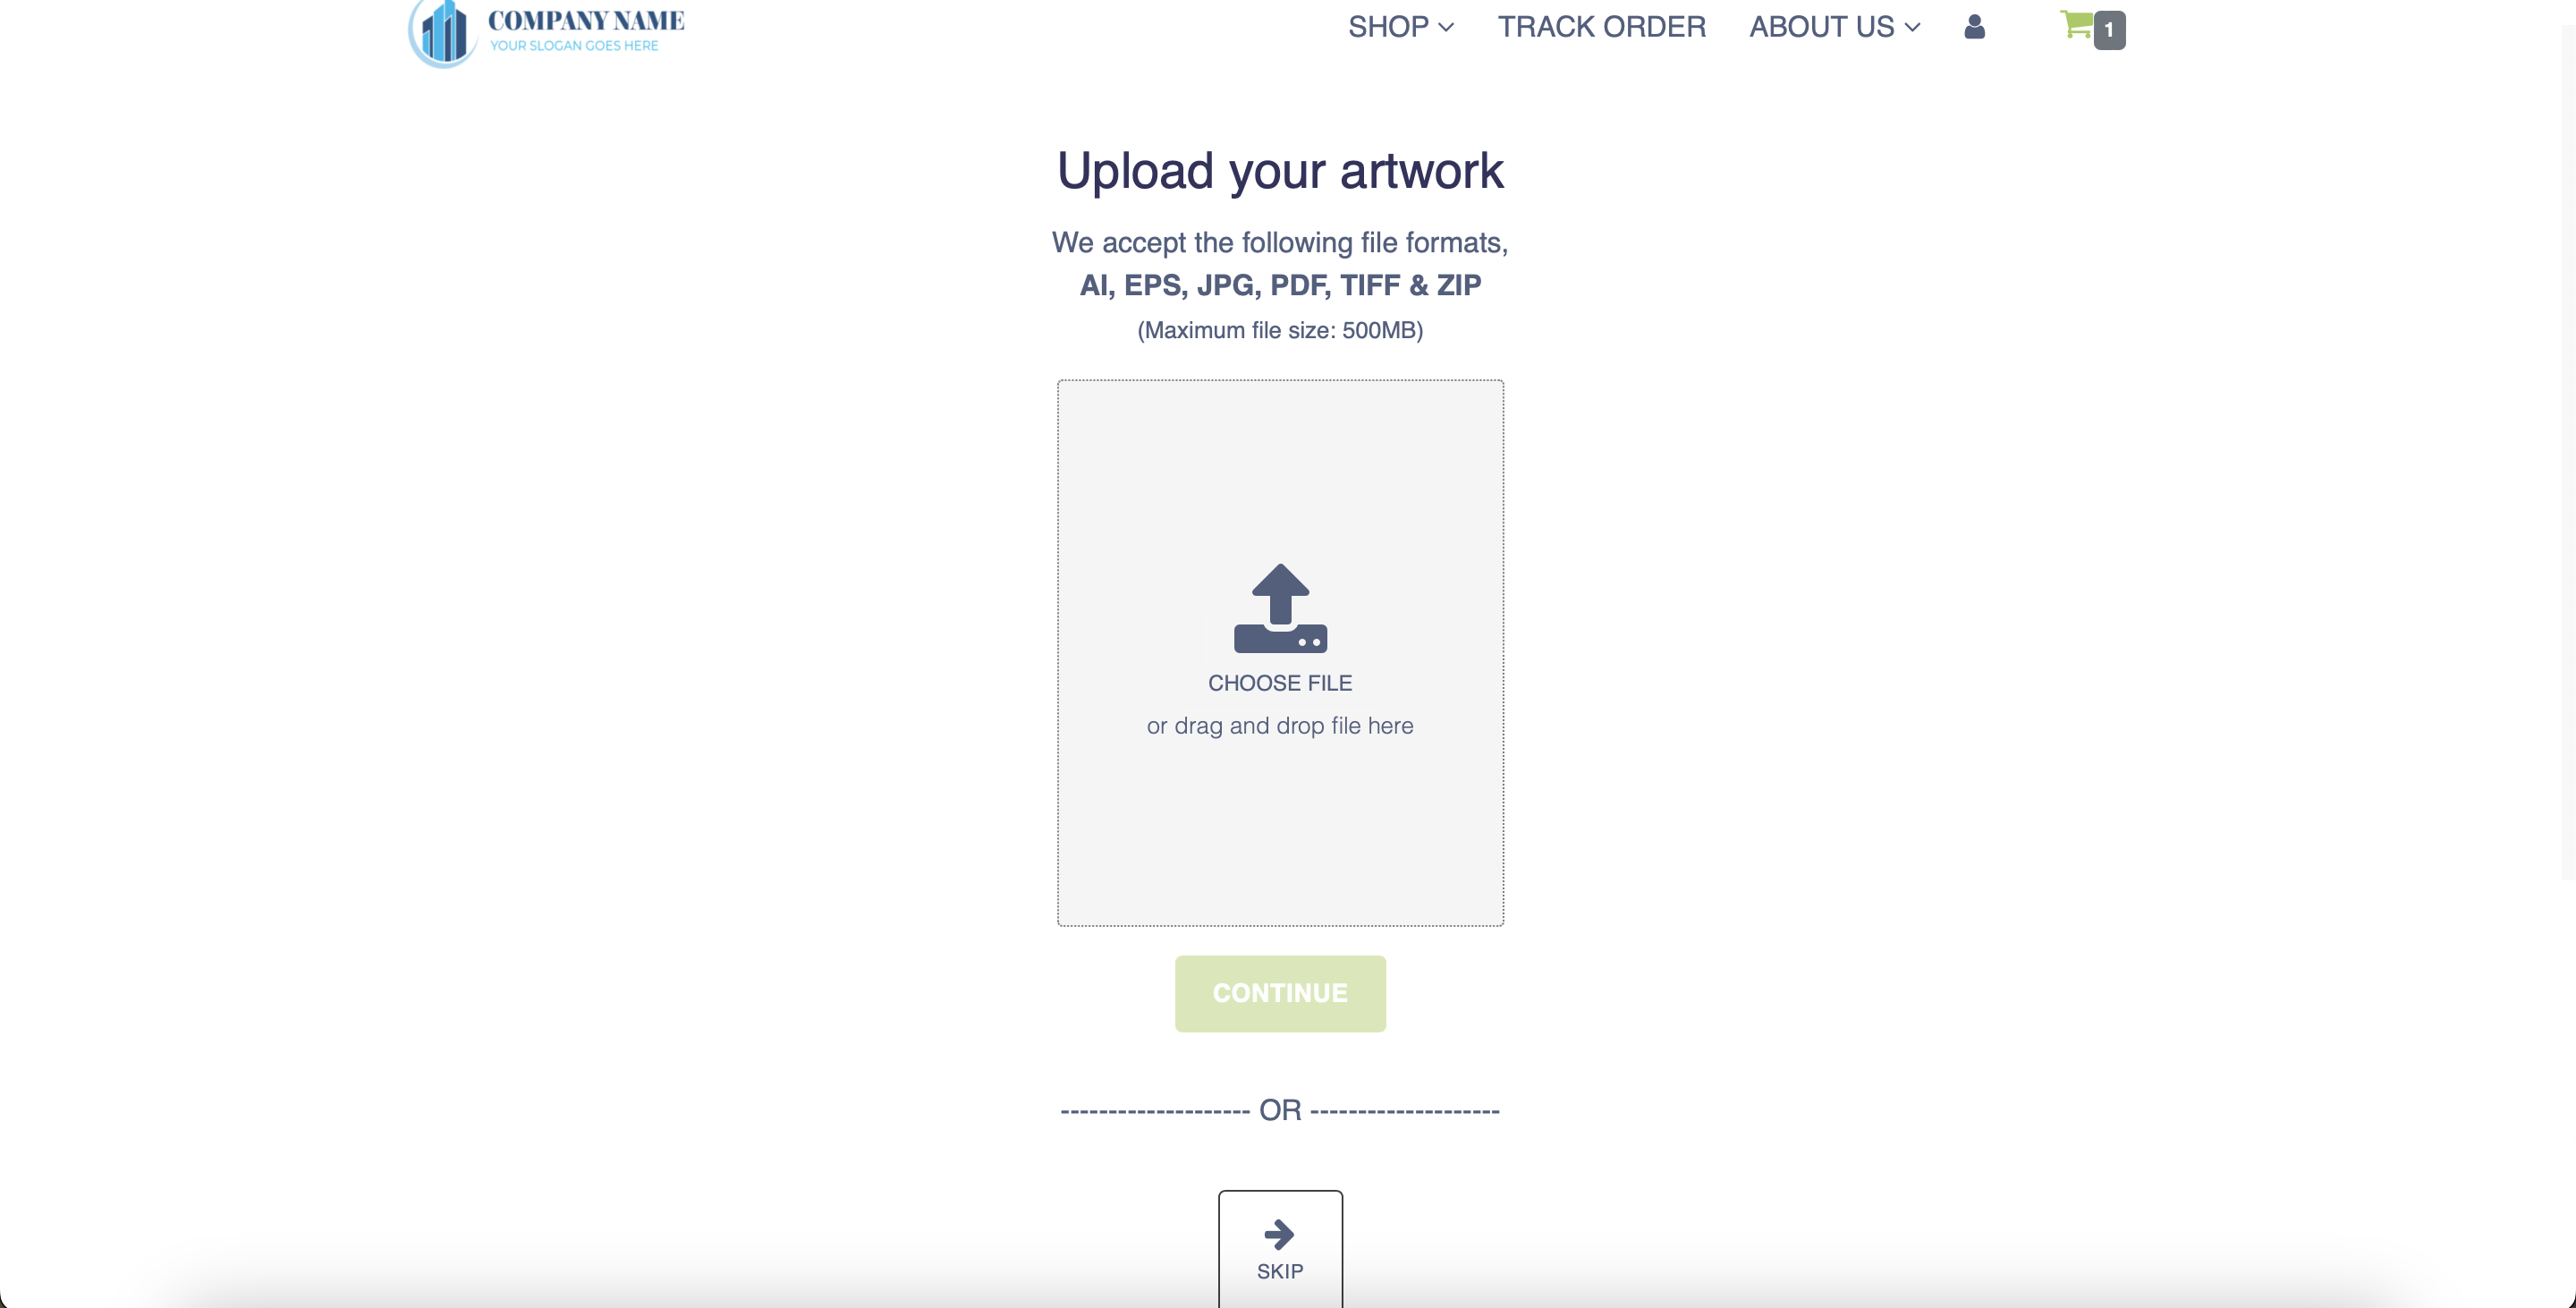 COMPANY NAME
YOUR SLOGAN GOES HERE
SHOP TRACK ORDER ABOUT US 1
Upload your artwork
We accept the following file formats,
AI, EPS, JPG, PDF, TIFF & ZIP
(Maximum file size: 500MB)
CHOOSE FILE
or drag and drop file here
CONTINUE
-------------------- OR --------------------
SKIP